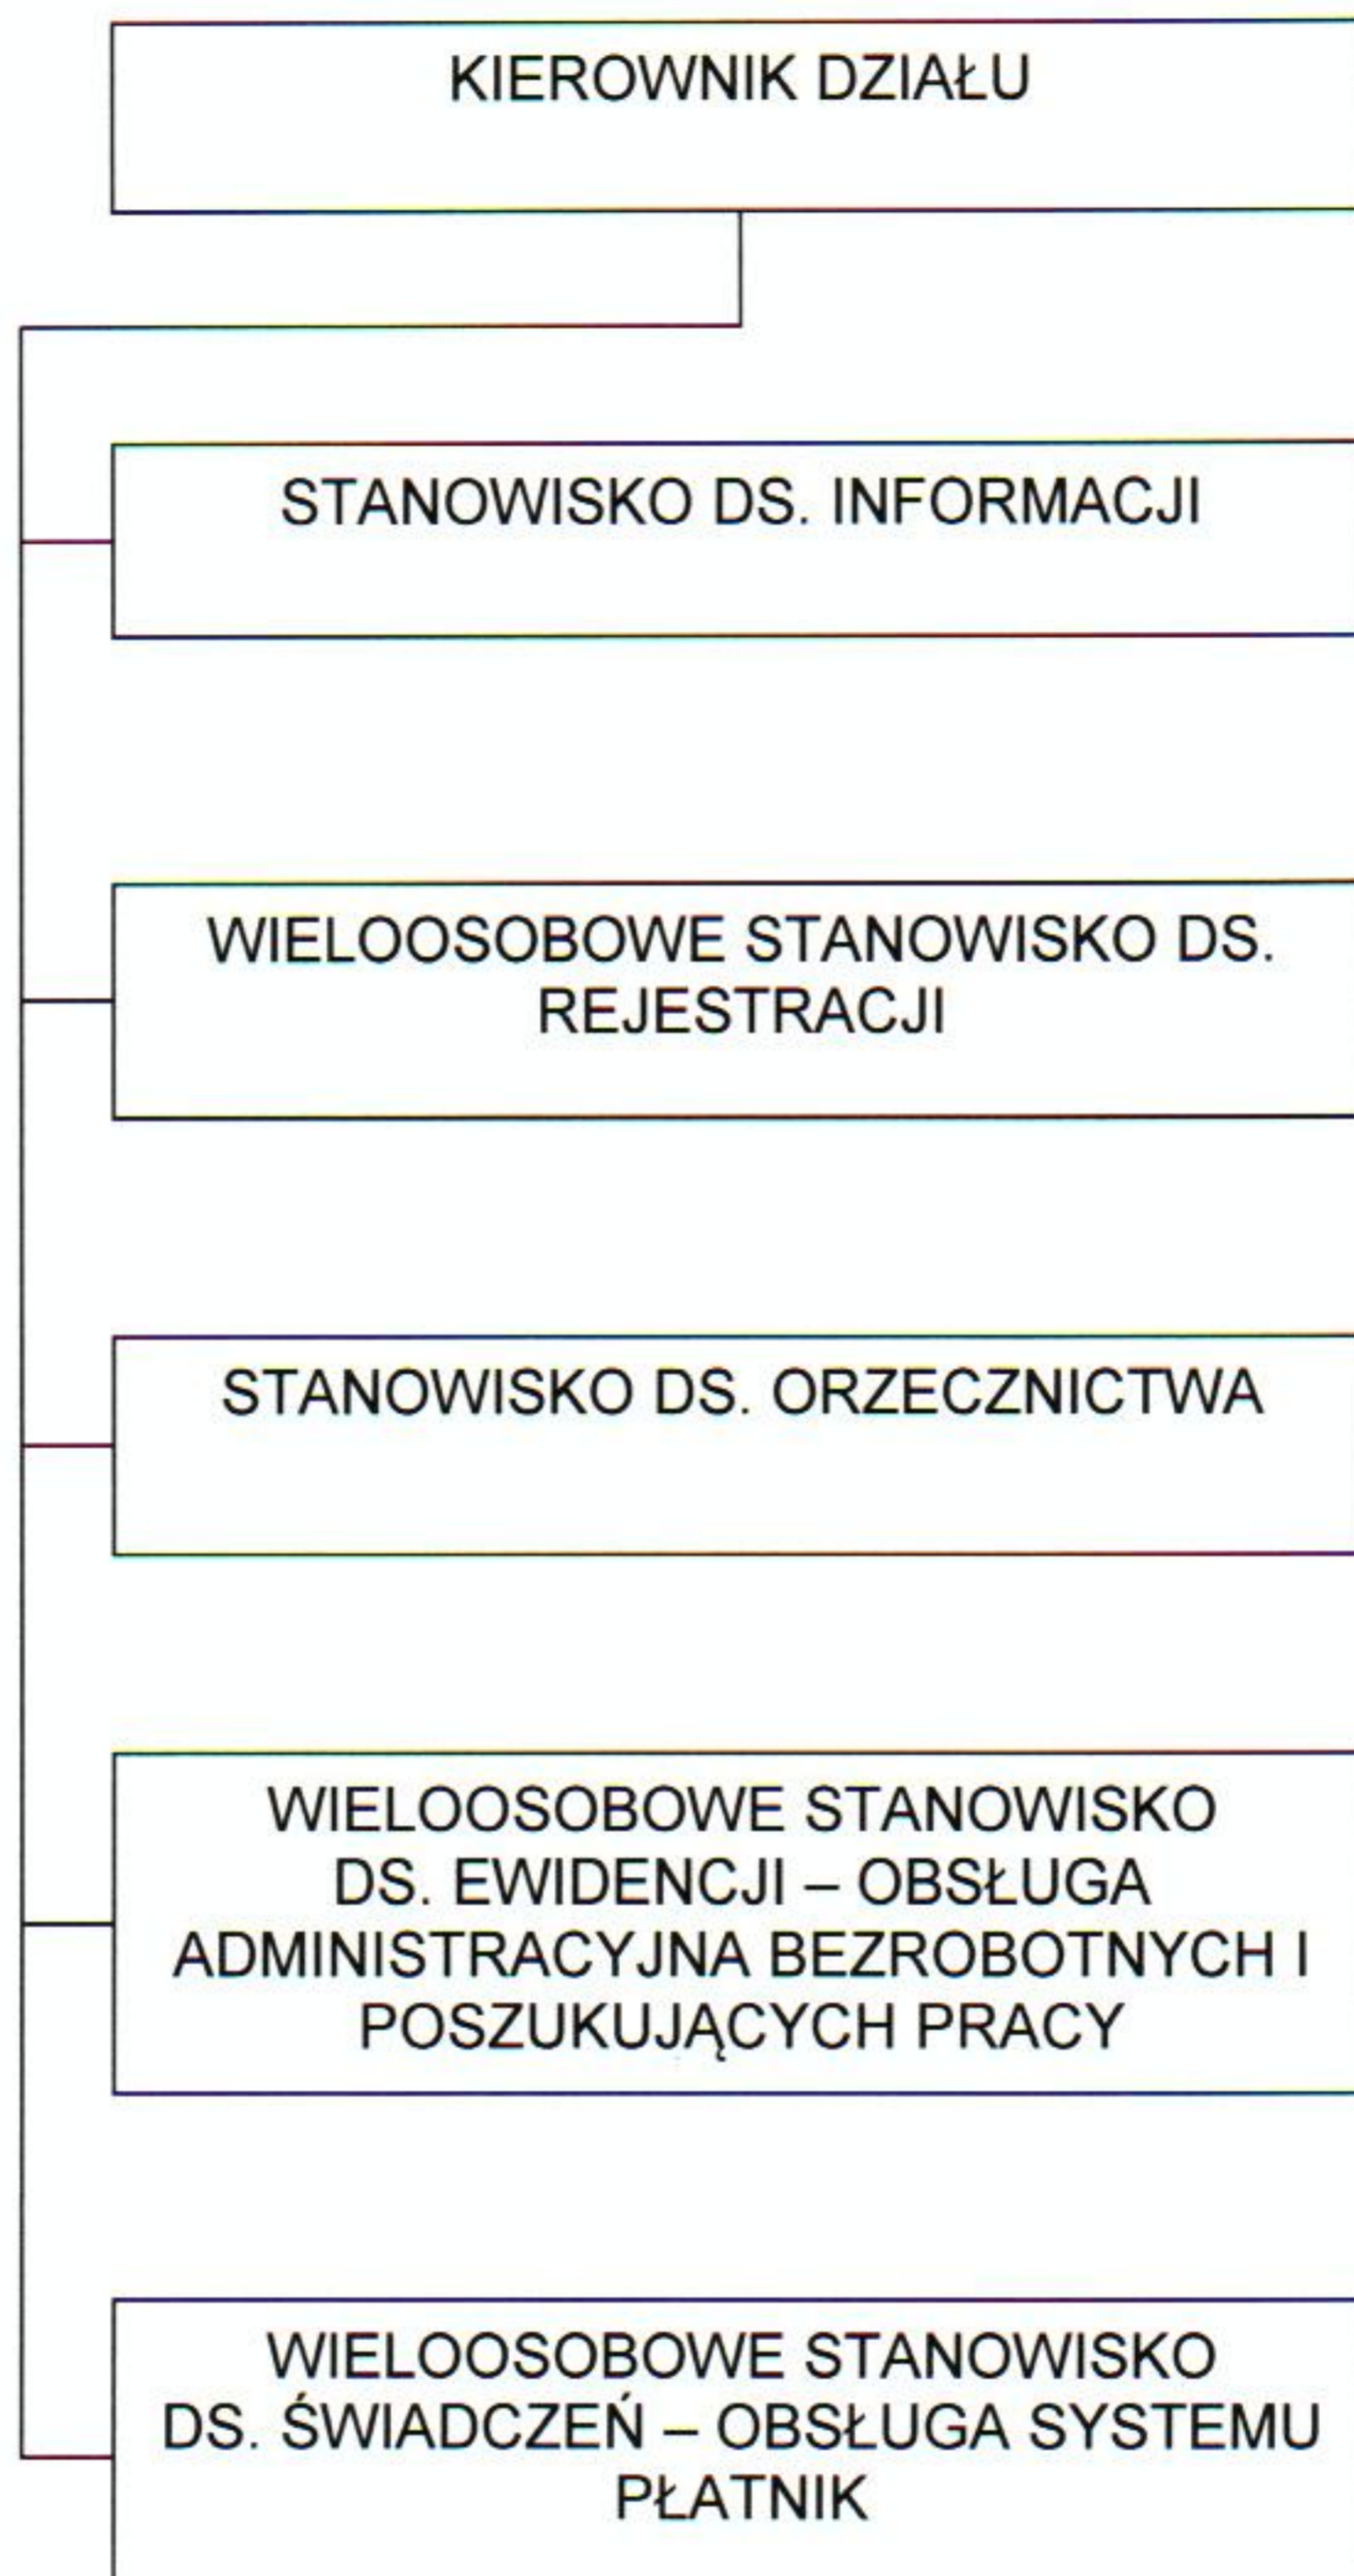 KIEROWNIK DZIAŁU
STANOWISKO DS. INFORMACJI
WIELOOSOBOWE STANOWISKO DS.
REJESTRACJI
STANOWISKO DS. ORZECZNICTWA
WIELOOSOBOWE STANOWISKO
DS. EWIDENCJI – OBSŁUGA
ADMINISTRACYJNA BEZROBOTNYCH I
POSZUKUJĄCYCH PRACY
WIELOOSOBOWE STANOWISKO
DS. ŚWIADCZEŃ – OBSŁUGA SYSTEMU
PŁATNIK